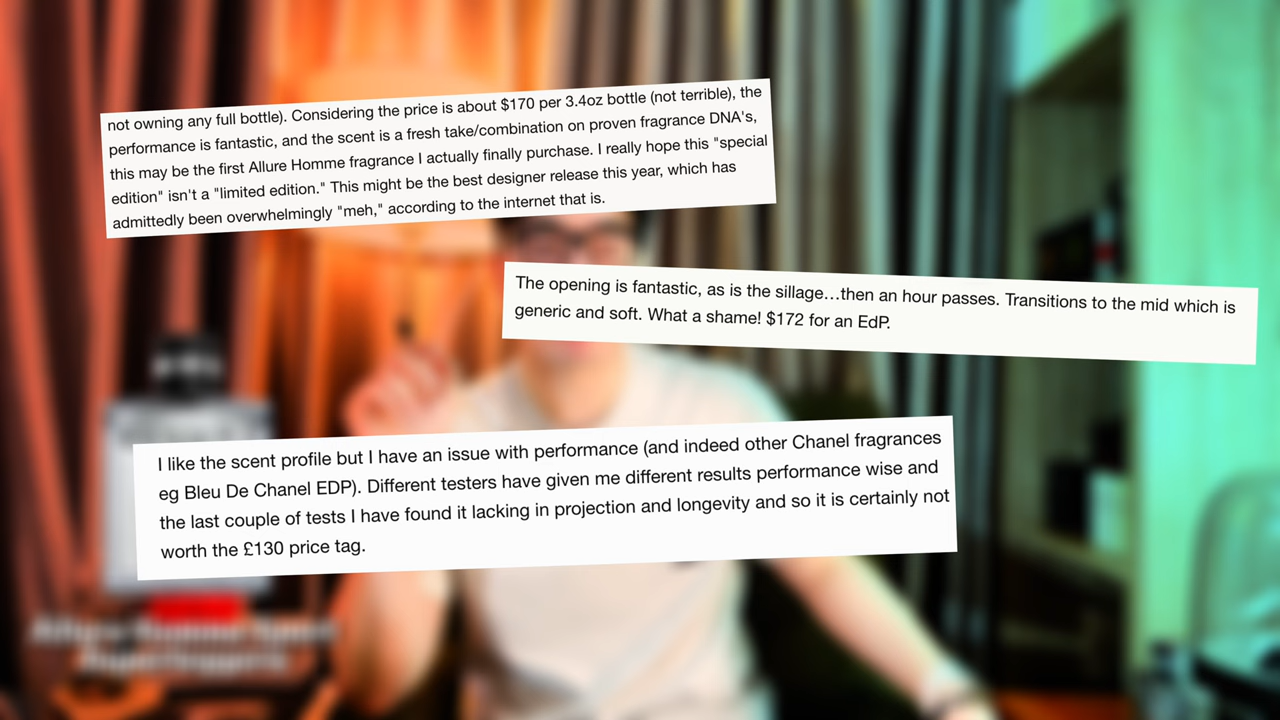 not owning any full bottle). Considering the price is about $170 per 3.4oz bottle (not terrible), the
performance is fantastic, and the scent is a fresh take/combination on proven fragrance DNA's,
this may be the first Allure Homme fragrance I actually finally purchase. I really hope this "special
edition" isn't a "limited edition." This might be the best designer release this year, which has
admittedly been overwhelmingly "meh," according to the internet that is.
The opening is fantastic, as is the sillage…then an hour passes. Transitions to the mid which is
generic and soft. What a shame! $172 for an EdP.
I like the scent profile but I have an issue with performance (and indeed other Chanel fragrances
eg Bleu De Chanel EDP). Different testers have given me different results performance wise and
the last couple of tests I have found it lacking in projection and longevity and so it is certainly not
worth the £130 price tag.
Allure Homme Sport